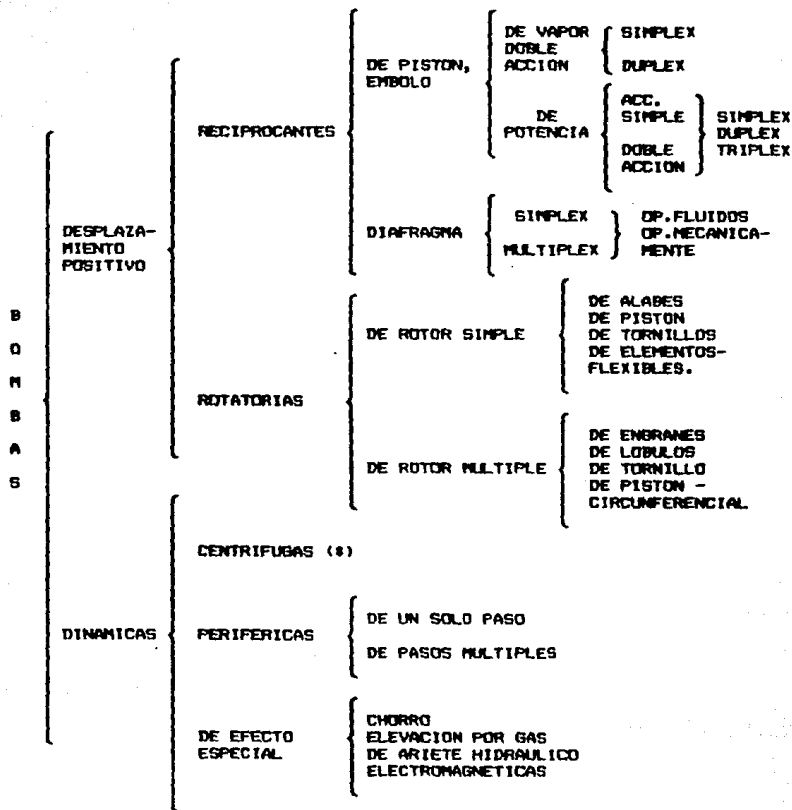 BOMBAS
DESPLAZA-
MIENTO
POSITIVO
RECIPROCANTES
DE PISTON,
EMBOLO
DE VAPOR
DOBLE
ACCION
SIMPLEX
DUPLEX
DE
POTENCIA
ACC.
SIMPLE
DOBLE
ACCION
SIMPLEX
DUPLEX
TRIPLEX
DIAFRAGMA
SIMPLEX
MULTIPLEX
OP.FLUIDOS
OP.MECANICA-
MENTE
ROTATORIAS
DE ROTOR SIMPLE
DE ALABES
DE PISTON
DE TORNILLOS
DE ELEMENTOS-
FLEXIBLES.
DE ROTOR MULTIPLE
DE ENGRANES
DE LOBULOS
DE TORNILLO
DE PISTON -
CIRCUNFERENCIAL
DINAMICAS
CENTRIFUGAS (*)
PERIFERICAS
DE UN SOLO PASO
DE PASOS MULTIPLES
DE EFECTO
ESPECIAL
CHORRO
ELEVACION POR GAS
DE ARIETE HIDRAULICO
ELECTROMAGNETICAS